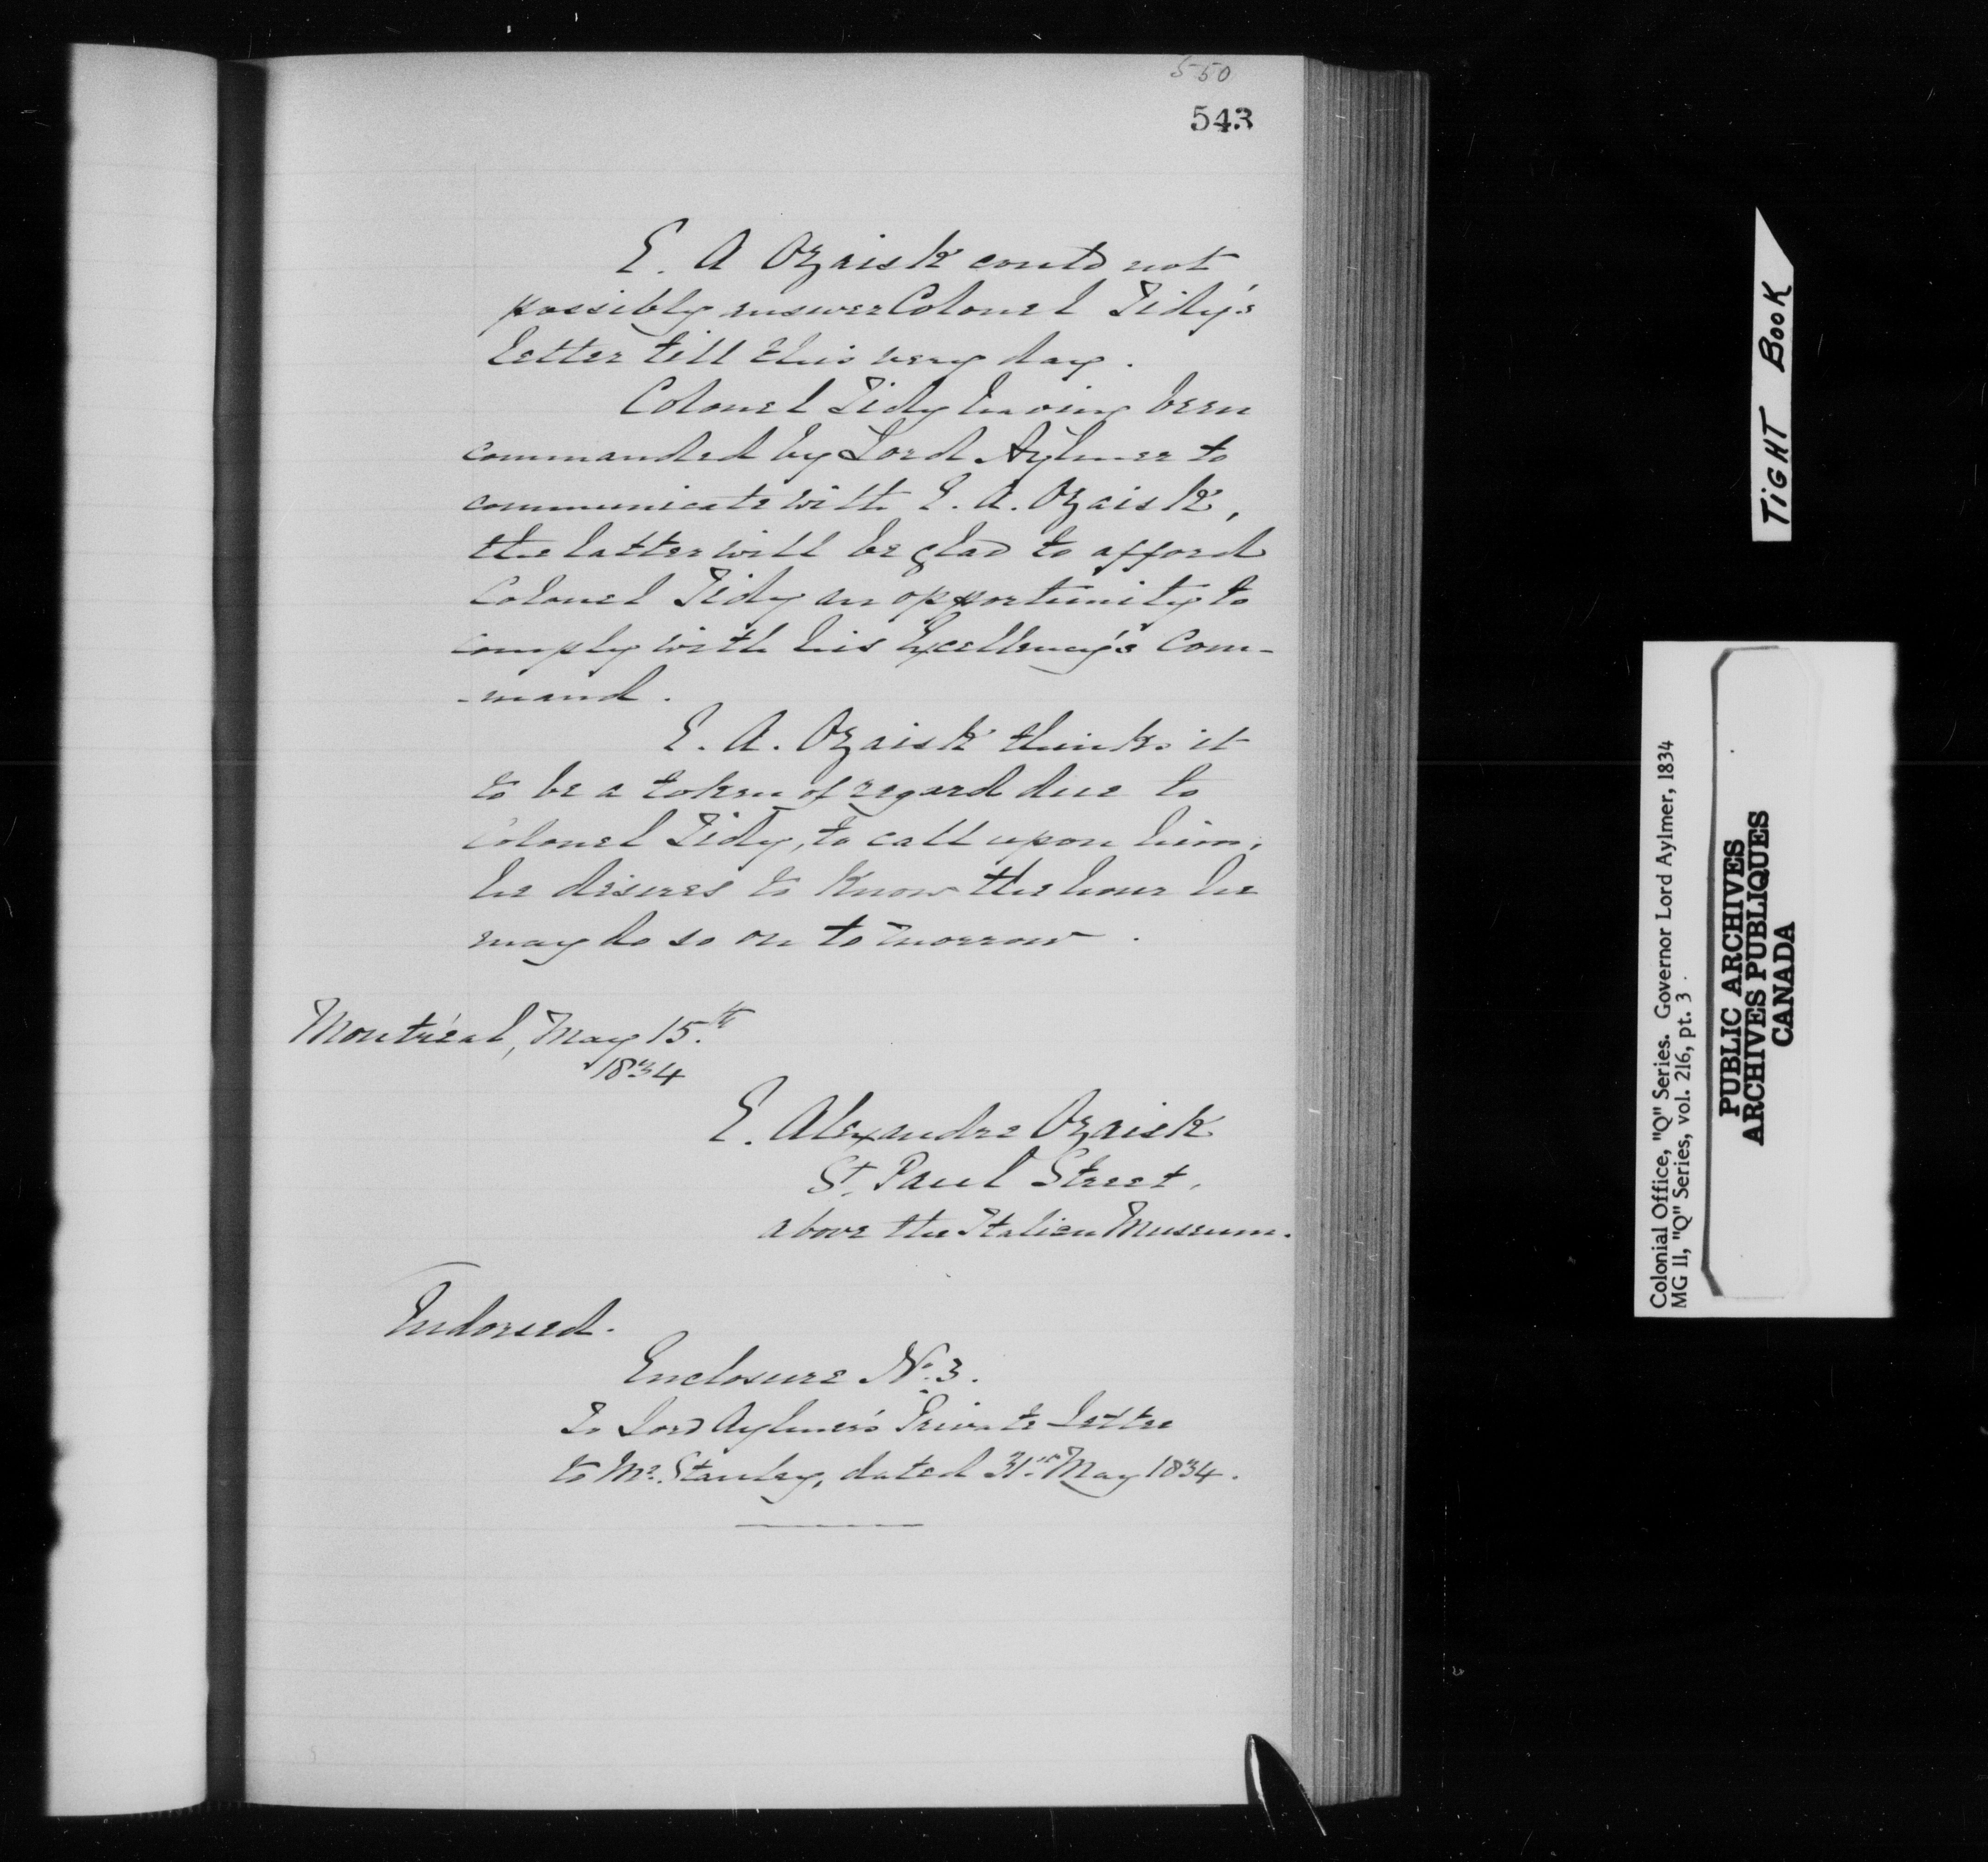 550
543
E. A Ozaisk could not
possibly answer Colonel Tidy's
letter till this very day.
Colonel Tidy having been
commanded by Lord Aylmer to
communicate with E. A. Ozaisk,
the latter will be glad to afford
Colonel Tidy an opportunity to
comply with his Excellency's Com-
-mand.
E. A. Ozaisk thinks it
to be a token of regard due to
Colonel Tidy, to call upon him;
he desires to Know the hour he
may do so on to morrow.
Montréal, May 15.th
1834
E. Alexandre Ozaisk
St. Paul Street,
above the Italian Museum.
Endorsed.
Enclosure No. 3.
To Lord Aylmer's Private Letter
to Mr. Stanley, dated 31st May 1834.
TIGHT BOOK
Colonial Office, "Q" Series. Governor Lord Aylmer, 1834
MG 11, "Q" Series, vol. 216, pt. 3
PUBLIC ARCHIVES
ARCHIVES PUBLIQUES
CANADA